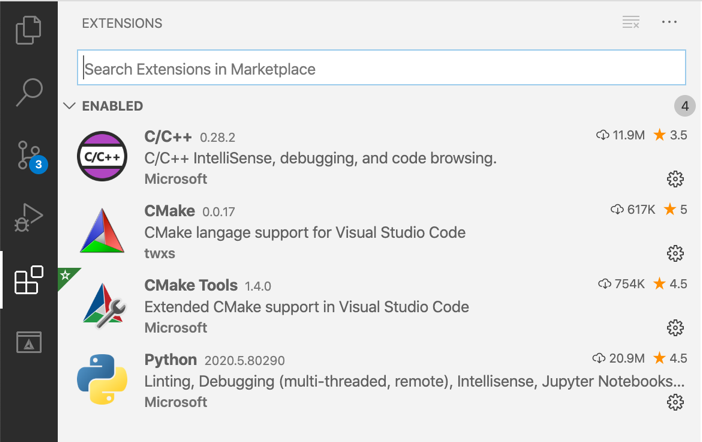 EXTENSIONS
Search Extensions in Marketplace
ENABLED 4
C/C++ C/C++ 0.28.2 11.9M 3.5
C/C++ IntelliSense, debugging, and code browsing.
Microsoft
3
CMake 0.0.17 617K 5
CMake langage support for Visual Studio Code
twxs
CMake Tools 1.4.0 754K 4.5
Extended CMake support in Visual Studio Code
Microsoft
Python 2020.5.80290 20.9M 4.5
Linting, Debugging (multi-threaded, remote), Intellisense, Jupyter Notebooks...
Microsoft